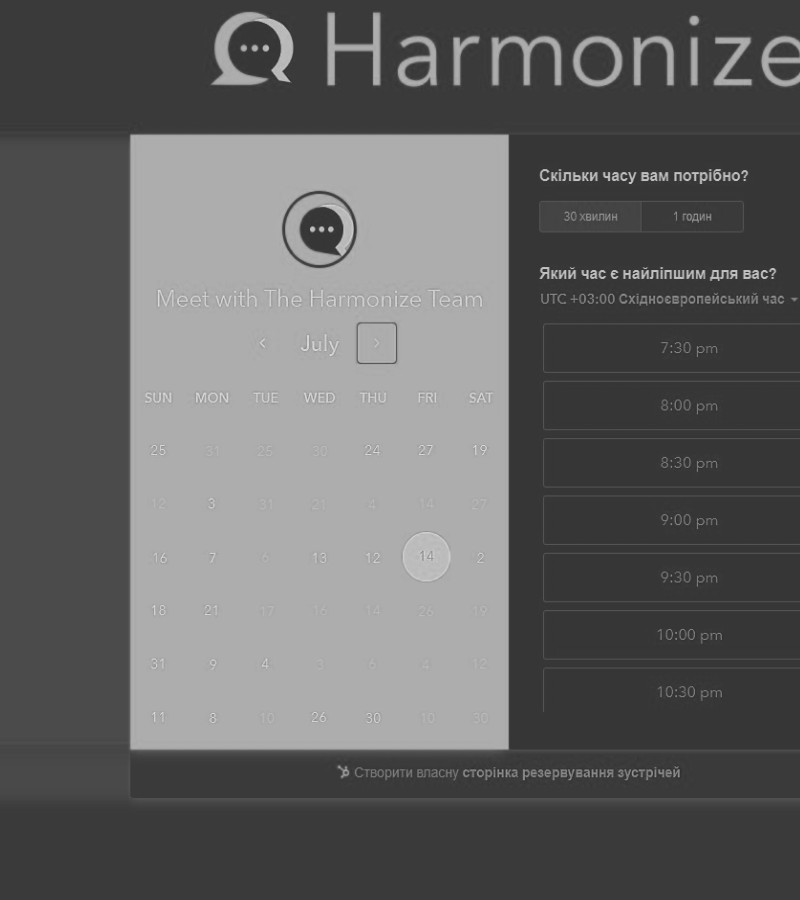 Harmonize
Meet with The Harmonize Team
July
SUN MON TUE WED THU FRI SAT
25 31 25 30 24 27 19
12 3 31 21 4 14 27
16 7 6 13 12 14 2
18 21 17 16 14 26 19
31 9 4 3 6 4 12
11 8 10 26 30 10 30
Скільки часу вам потрібно?
30 хвилин 1 годин
Який час є найліпшим для вас?
UTC +03:00 Східноєвропейський час
7:30 pm
8:00 pm
8:30 pm
9:00 pm
9:30 pm
10:00 pm
10:30 pm
Створити власну сторінка резервування зустрічей